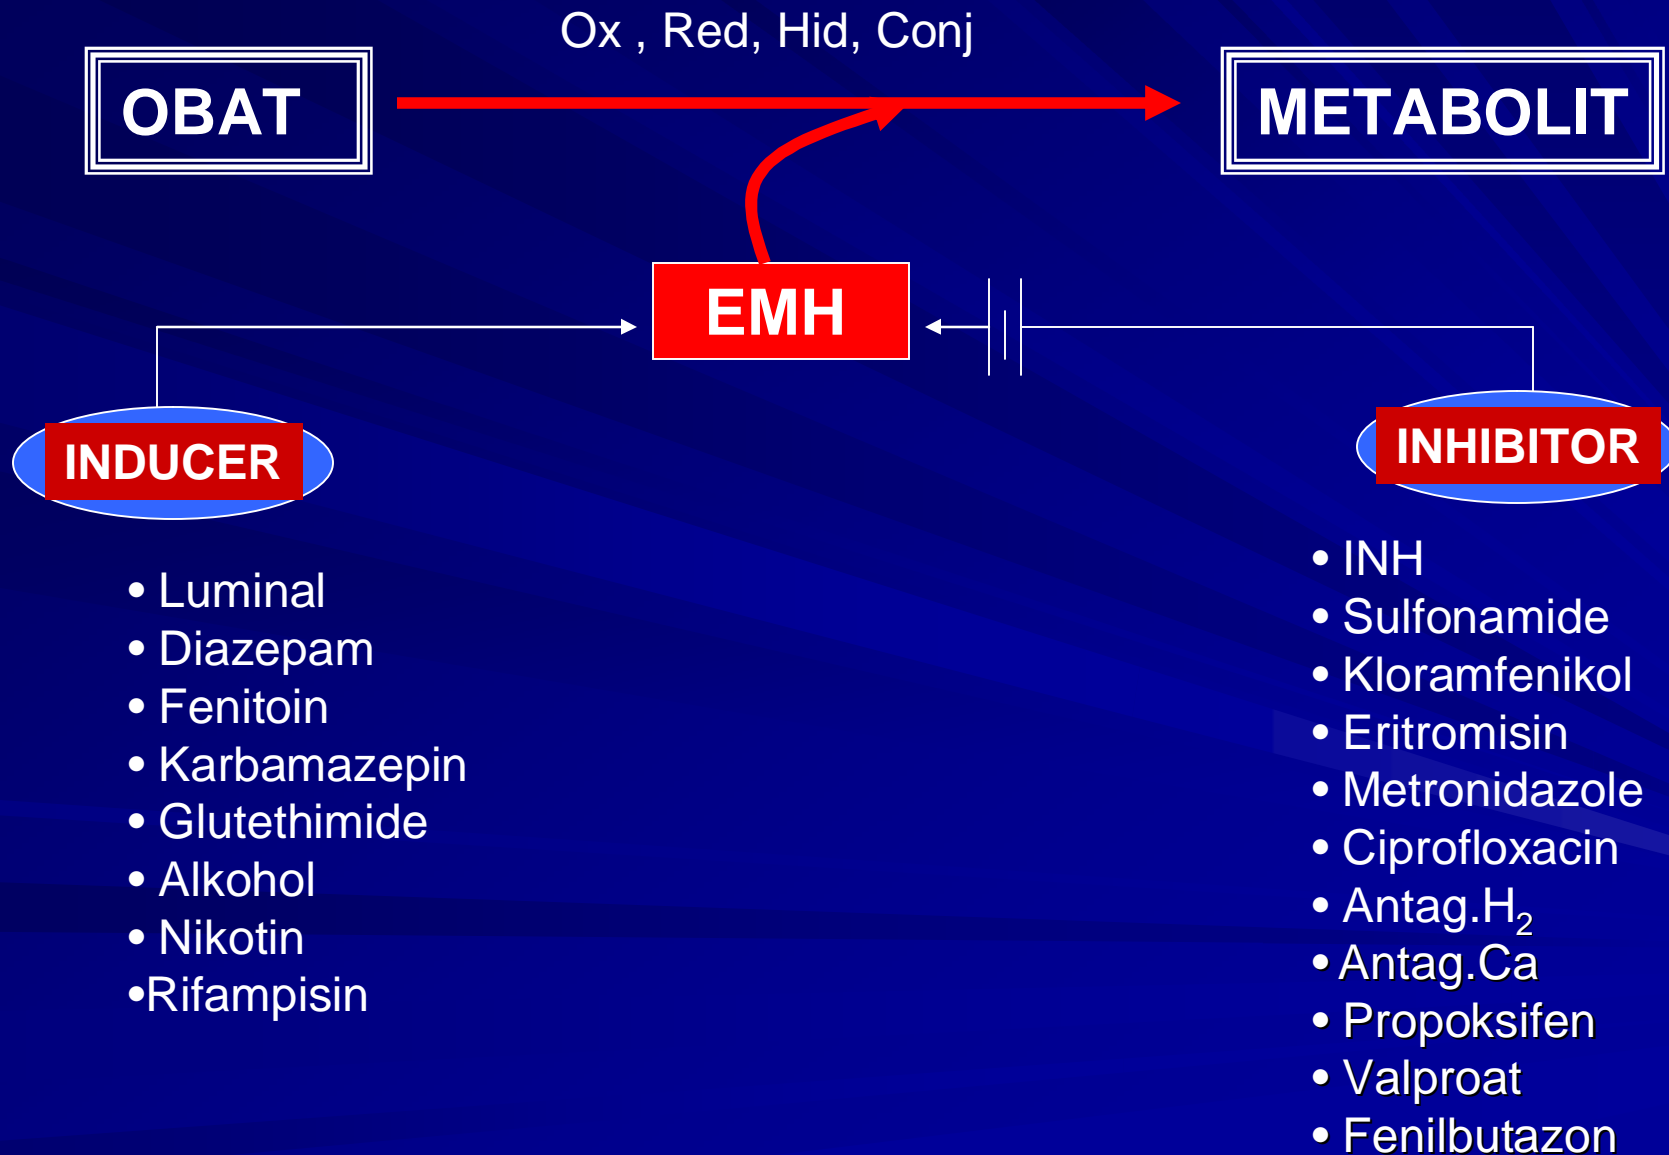 Ox , Red, Hid, Conj
OBAT
METABOLIT
EMH
INDUCER
INHIBITOR
• Luminal
• Diazepam
• Fenitoin
• Karbamazepin
• Glutethimide
• Alkohol
• Nikotin
•Rifampisin
• INH
• Sulfonamide
• Kloramfenikol
• Eritromisin
• Metronidazole
• Ciprofloxacin
• Antag.H₂
• Antag.Ca
• Propoksifen
• Valproat
• Fenilbutazon